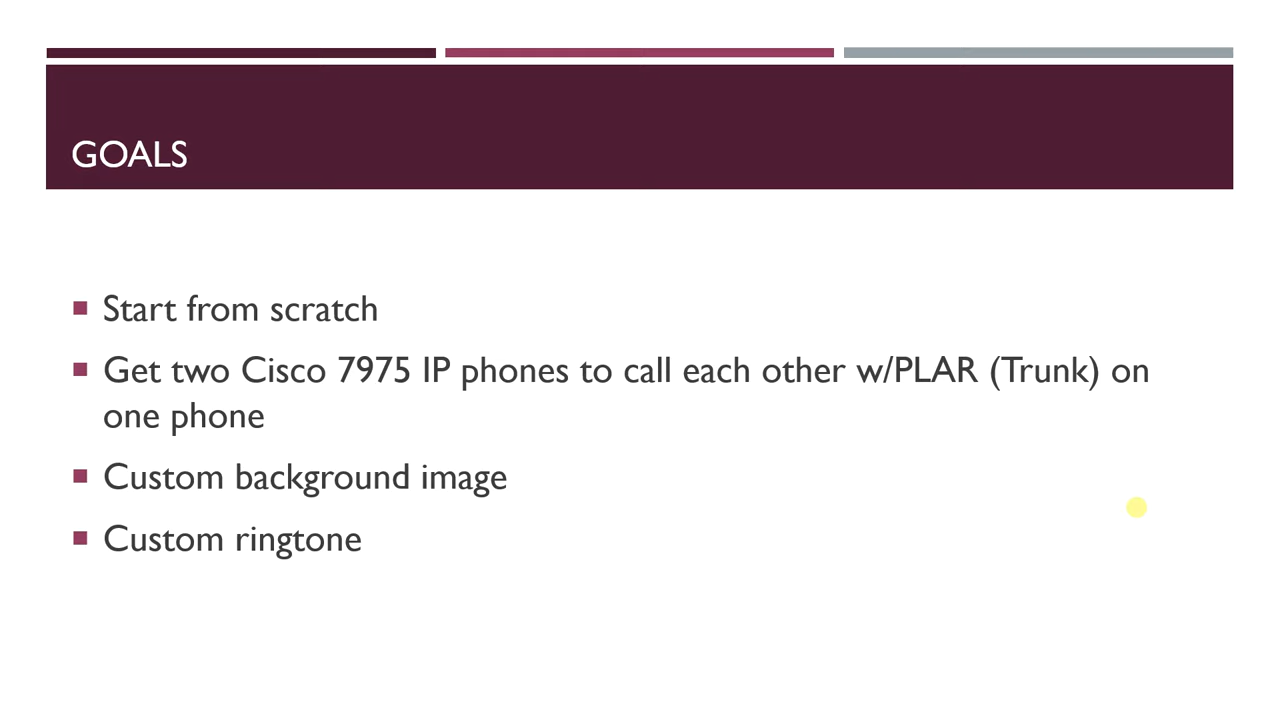 GOALS
Start from scratch
Get two Cisco 7975 IP phones to call each other w/PLAR (Trunk) on
one phone
Custom background image
Custom ringtone